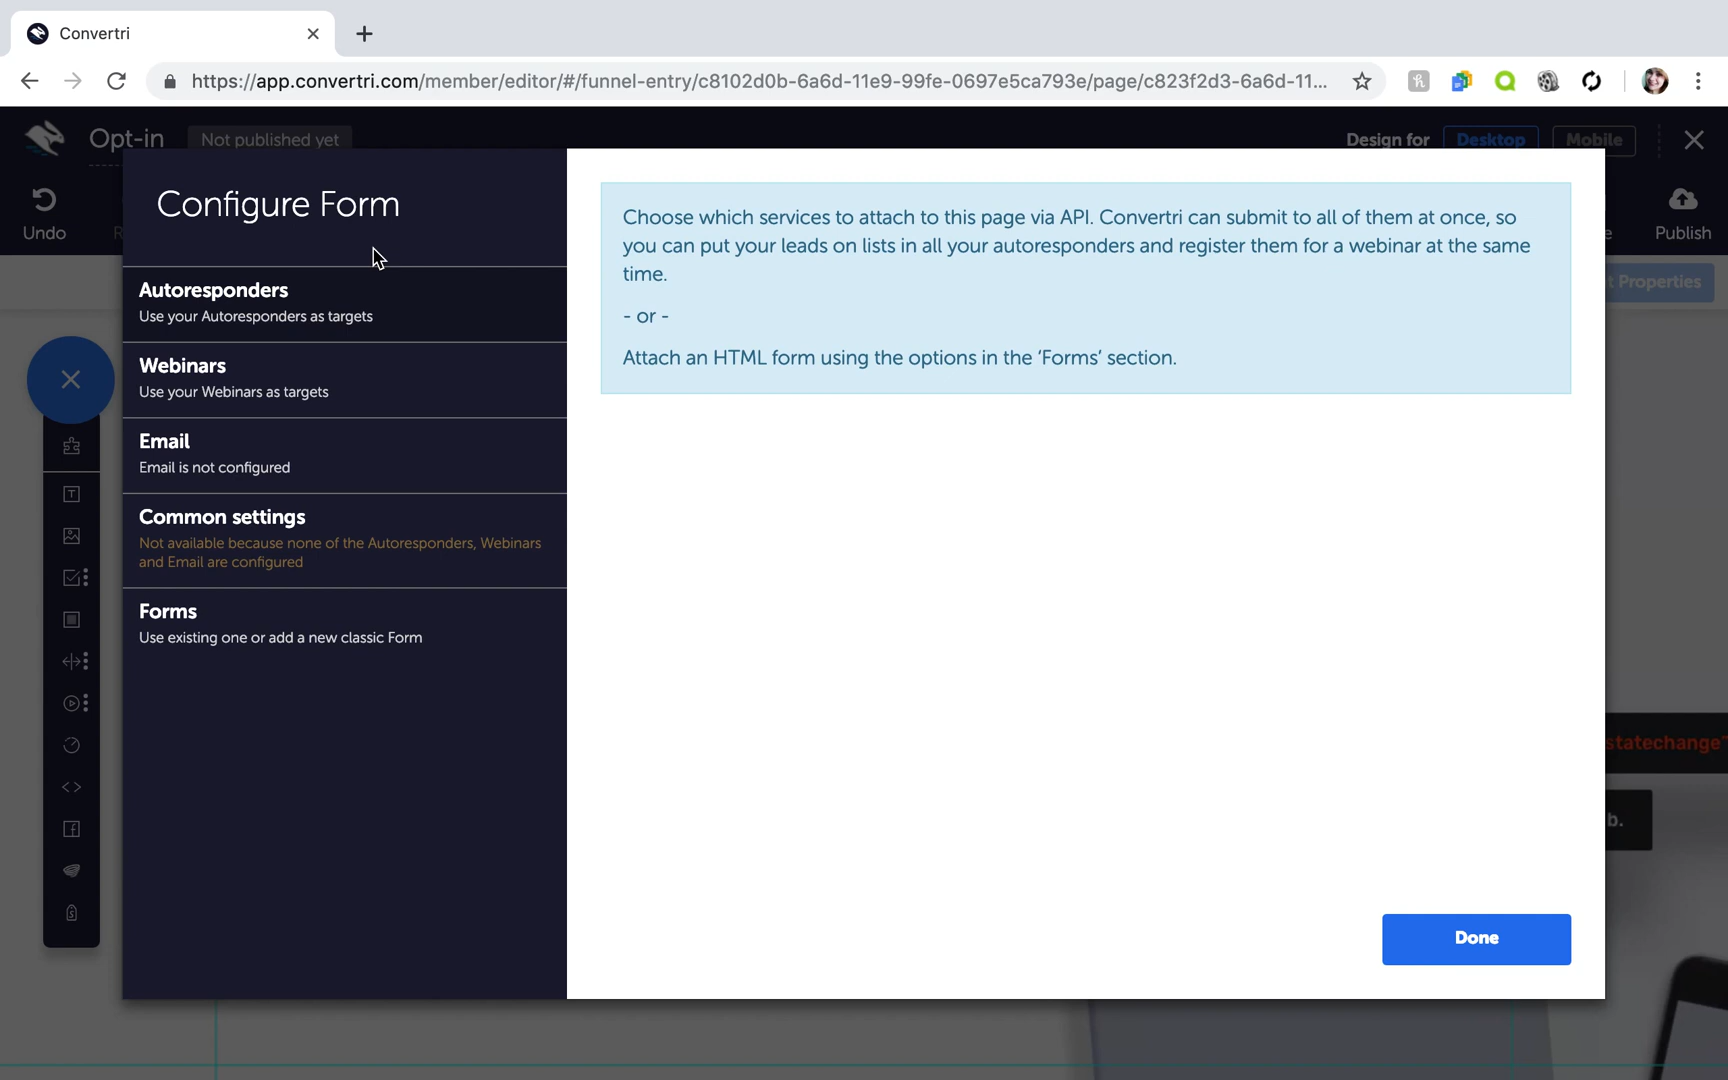 Convertri
https://app.convertri.com/member/editor/#/funnel-entry/c8102d0b-6a6d-11e9-99fe-0697e5ca793e/page/c823f2d3-6a6d-11...
Opt-in
Not published yet
Design for
Desktop
Mobile
Undo
Publish
Configure Form
Autoresponders
Use your Autoresponders as targets
Webinars
Use your Webinars as targets
Email
Email is not configured
Common settings
Not available because none of the Autoresponders, Webinars
and Email are configured
Forms
Use existing one or add a new classic Form
Choose which services to attach to this page via API. Convertri can submit to all of them at once, so
you can put your leads on lists in all your autoresponders and register them for a webinar at the same
time.
- or -
Attach an HTML form using the options in the ‘Forms’ section.
Properties
statechange"
b.
Done